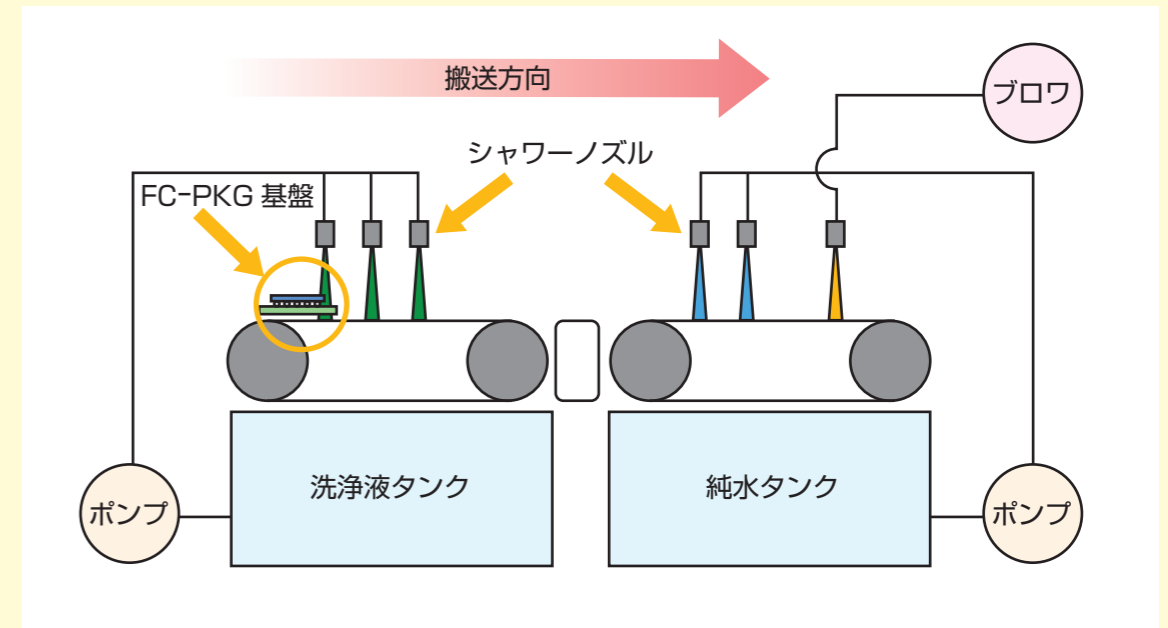 搬送方向
ブロワ
シャワーノズル
FC-PKG 基盤
洗浄液タンク
純水タンク
ポンプ
ポンプ